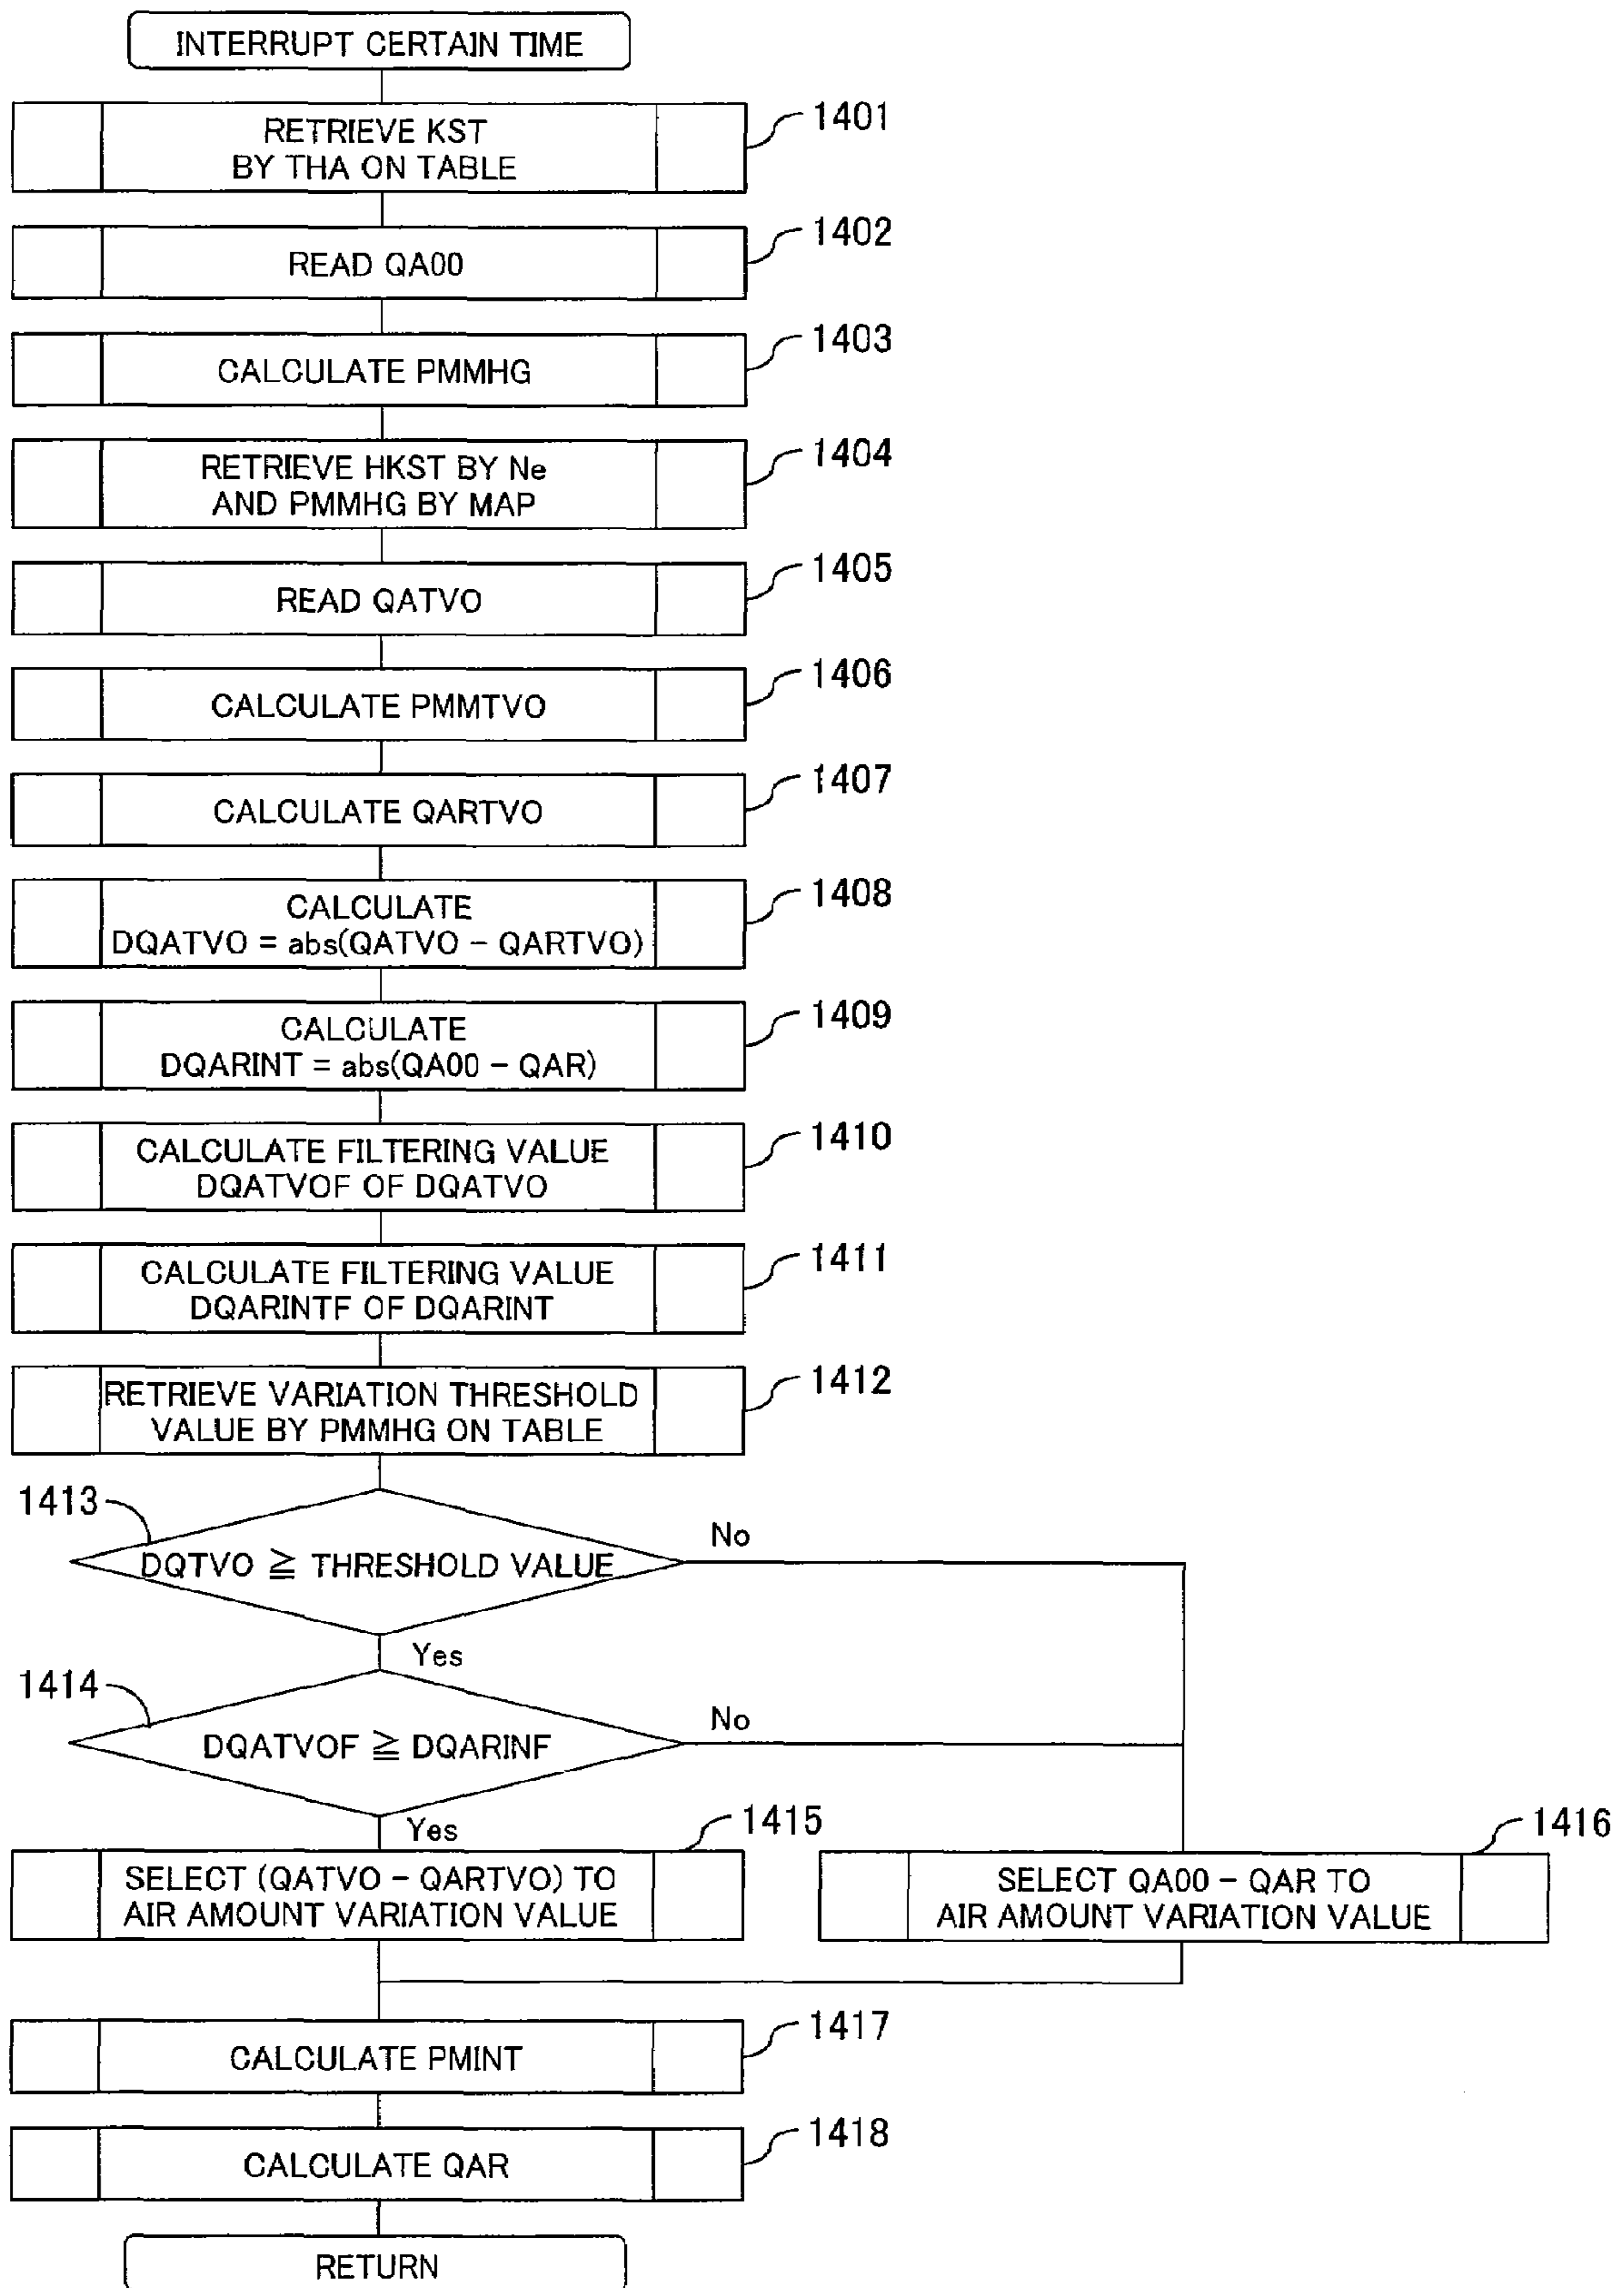 INTERRUPT CERTAIN TIME
RETRIEVE KST
BY THA ON TABLE
1401
READ QA00
1402
CALCULATE PMMHG
1403
RETRIEVE HKST BY Ne
AND PMMHG BY MAP
1404
READ QATVO
1405
CALCULATE PMMTVO
1406
CALCULATE QARTVO
1407
CALCULATE
DQATVO = abs(QATVO - QARTVO)
1408
CALCULATE
DQARINT = abs(QA00 - QAR)
1409
CALCULATE FILTERING VALUE
DQATVOF OF DQATVO
1410
CALCULATE FILTERING VALUE
DQARINTF OF DQARINT
1411
RETRIEVE VARIATION THRESHOLD
VALUE BY PMMHG ON TABLE
1412
1413
DQTVO ≧ THRESHOLD VALUE
No
Yes
1414
DQATVOF ≧ DQARINF
No
Yes
1415
SELECT (QATVO - QARTVO) TO
AIR AMOUNT VARIATION VALUE
1416
SELECT QA00 - QAR TO
AIR AMOUNT VARIATION VALUE
CALCULATE PMINT
1417
CALCULATE QAR
1418
RETURN